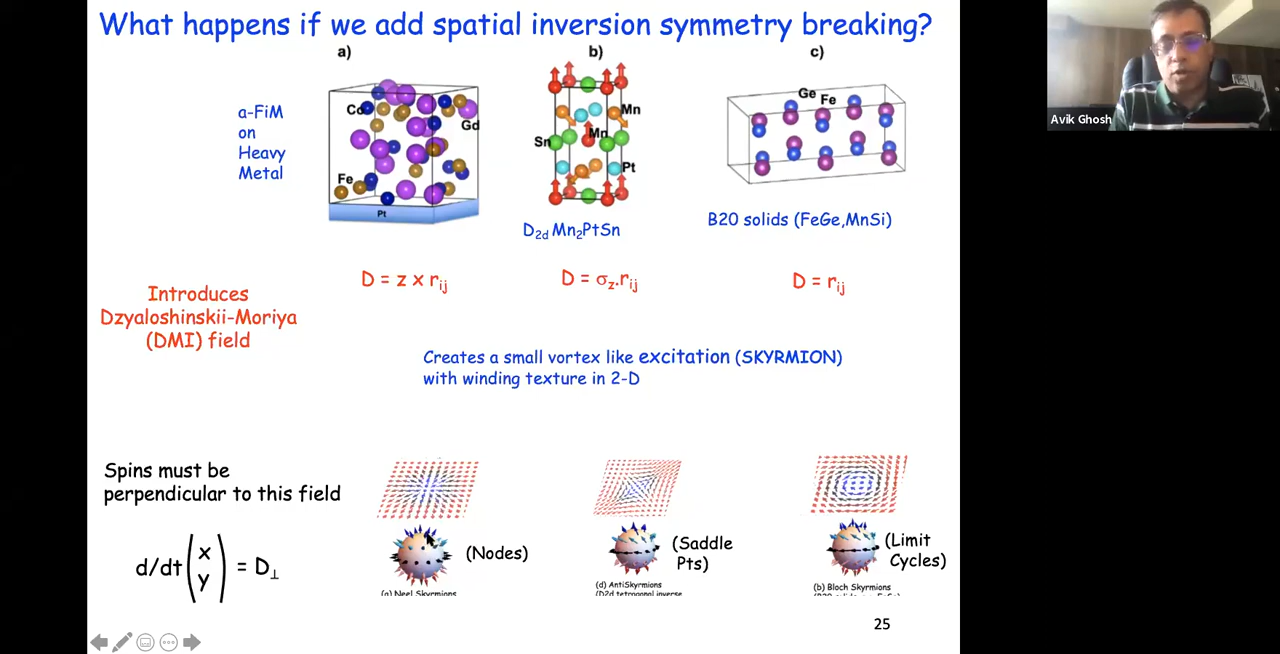 What happens if we add spatial inversion symmetry breaking?
a)
b)
c)
a-FiM
on
Heavy
Metal
Co
Gd
Fe
Pt
Mn
Mn
Sn
Pt
Ge
Fe
D2d Mn2PtSn
B20 solids (FeGe,MnSi)
D = z x rij
D = σz.rij
D = rij
Introduces
Dzyaloshinskii-Moriya
(DMI) field
Creates a small vortex like excitation (SKYRMION)
with winding texture in 2-D
Spins must be
perpendicular to this field
d/dt(x y) = D⊥
(Nodes)
(Saddle
Pts)
(Limit
Cycles)
(a) Neel Skyrmions
(d) AntiSkyrmions
(D2d tetragonal inverse
(b) Bloch Skyrmions
25
Avik Ghosh